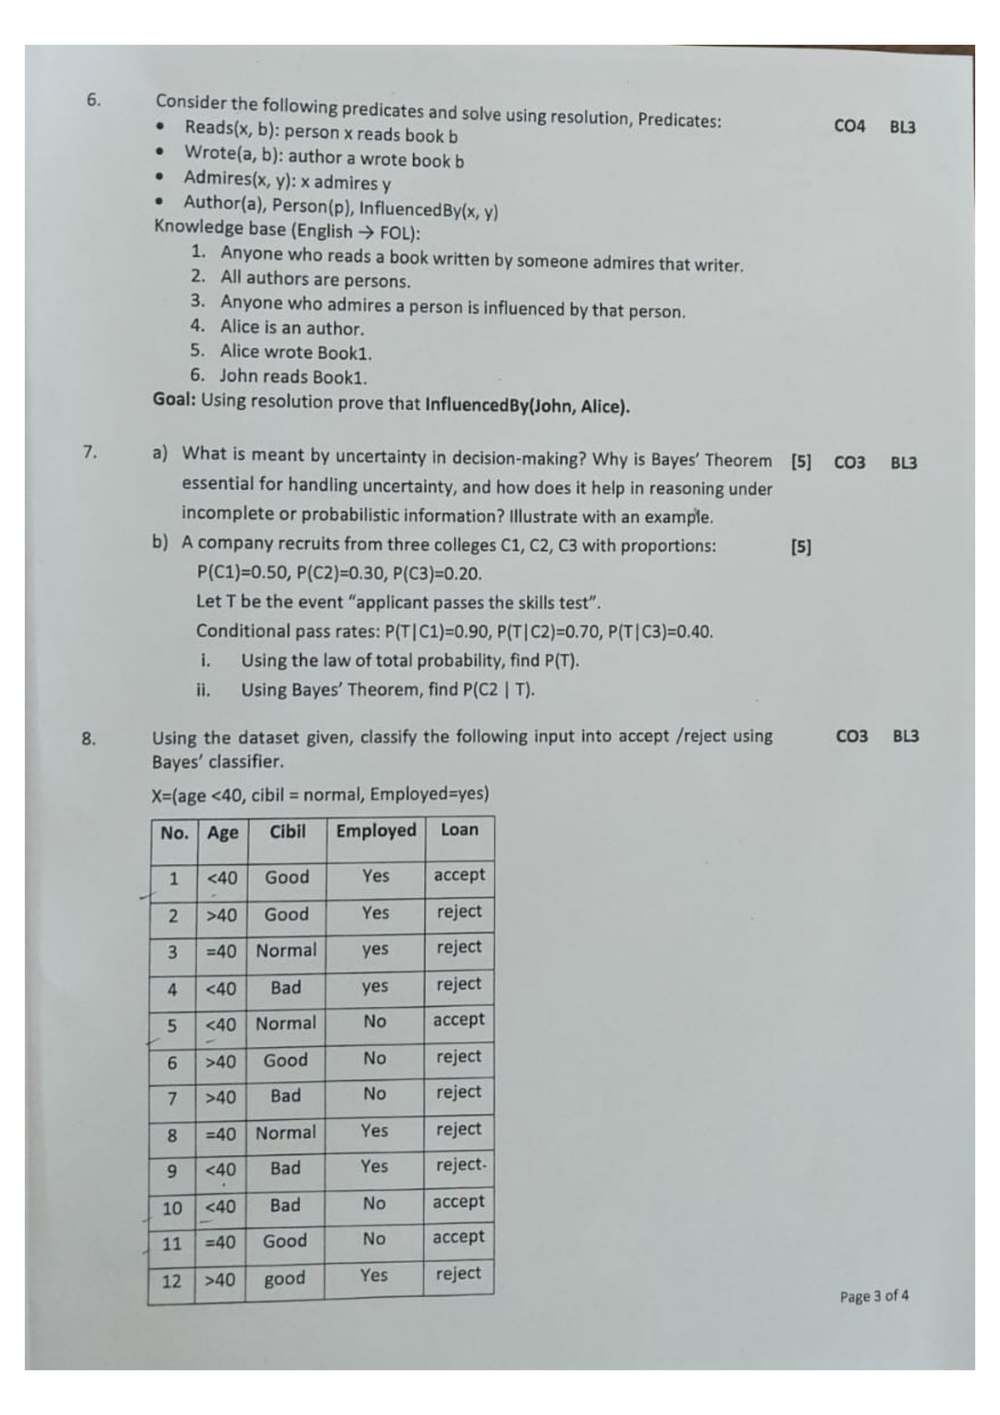 6. Consider the following predicates and solve using resolution, Predicates: CO4 BL3
• Reads(x, b): person x reads book b
• Wrote(a, b): author a wrote book b
• Admires(x, y): x admires y
• Author(a), Person(p), InfluencedBy(x, y)
Knowledge base (English → FOL):
1. Anyone who reads a book written by someone admires that writer.
2. All authors are persons.
3. Anyone who admires a person is influenced by that person.
4. Alice is an author.
5. Alice wrote Book1.
6. John reads Book1.
Goal: Using resolution prove that InfluencedBy(John, Alice).
7. a) What is meant by uncertainty in decision-making? Why is Bayes' Theorem [5] CO3 BL3
essential for handling uncertainty, and how does it help in reasoning under
incomplete or probabilistic information? Illustrate with an example.
b) A company recruits from three colleges C1, C2, C3 with proportions: [5]
P(C1)=0.50, P(C2)=0.30, P(C3)=0.20.
Let T be the event “applicant passes the skills test”.
Conditional pass rates: P(T|C1)=0.90, P(T|C2)=0.70, P(T|C3)=0.40.
i. Using the law of total probability, find P(T).
ii. Using Bayes' Theorem, find P(C2 | T).
8. Using the dataset given, classify the following input into accept /reject using CO3 BL3
Bayes' classifier.
X=(age <40, cibil = normal, Employed=yes)
No. Age Cibil Employed Loan
1 <40 Good Yes accept
2 >40 Good Yes reject
3 =40 Normal yes reject
4 <40 Bad yes reject
5 <40 Normal No accept
6 >40 Good No reject
7 >40 Bad No reject
8 =40 Normal Yes reject
9 <40 Bad Yes reject
10 <40 Bad No accept
11 =40 Good No accept
12 >40 good Yes reject
Page 3 of 4